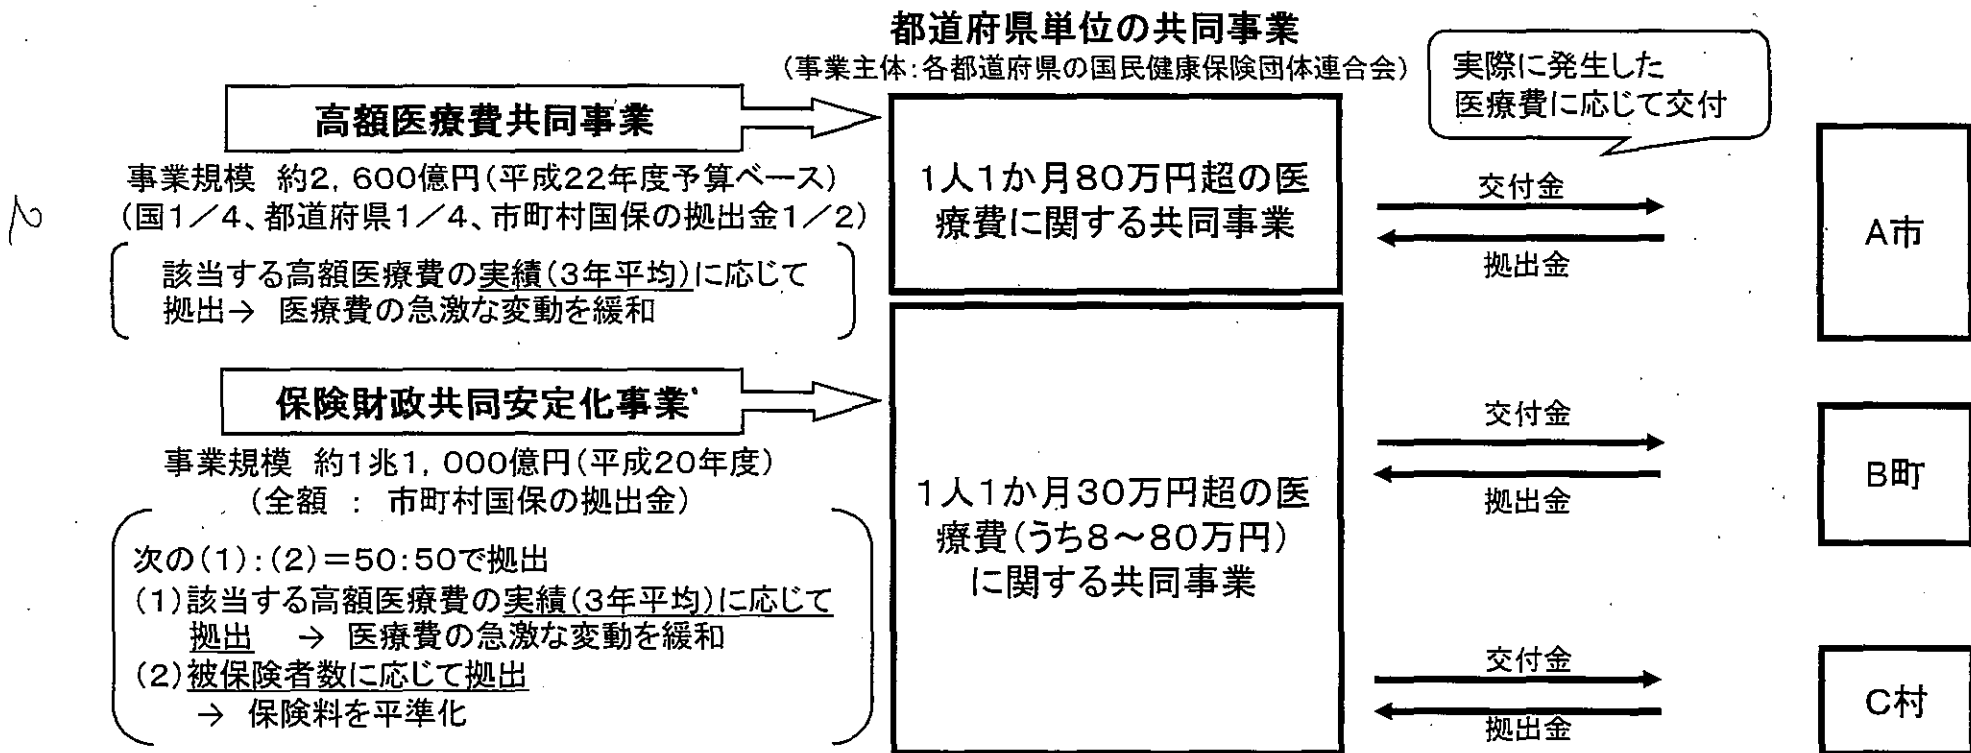 都道府県単位の共同事業
(事業主体:各都道府県の国民健康保険団体連合会)
実際に発生した
医療費に応じて交付
高額医療費共同事業
事業規模 約2,600億円(平成22年度予算ベース)
(国1/4、都道府県1/4、市町村国保の拠出金1/2)
該当する高額医療費の実績(3年平均)に応じて
拠出→ 医療費の急激な変動を緩和
1人1か月80万円超の医
療費に関する共同事業
交付金
拠出金
A市
保険財政共同安定化事業
事業規模 約1兆1,000億円(平成20年度)
(全額 : 市町村国保の拠出金)
次の(1):(2)=50:50で拠出
(1)該当する高額医療費の実績(3年平均)に応じて
拠出 → 医療費の急激な変動を緩和
(2)被保険者数に応じて拠出
→ 保険料を平準化
1人1か月30万円超の医
療費(うち8~80万円)
に関する共同事業
交付金
拠出金
B町
交付金
拠出金
C村